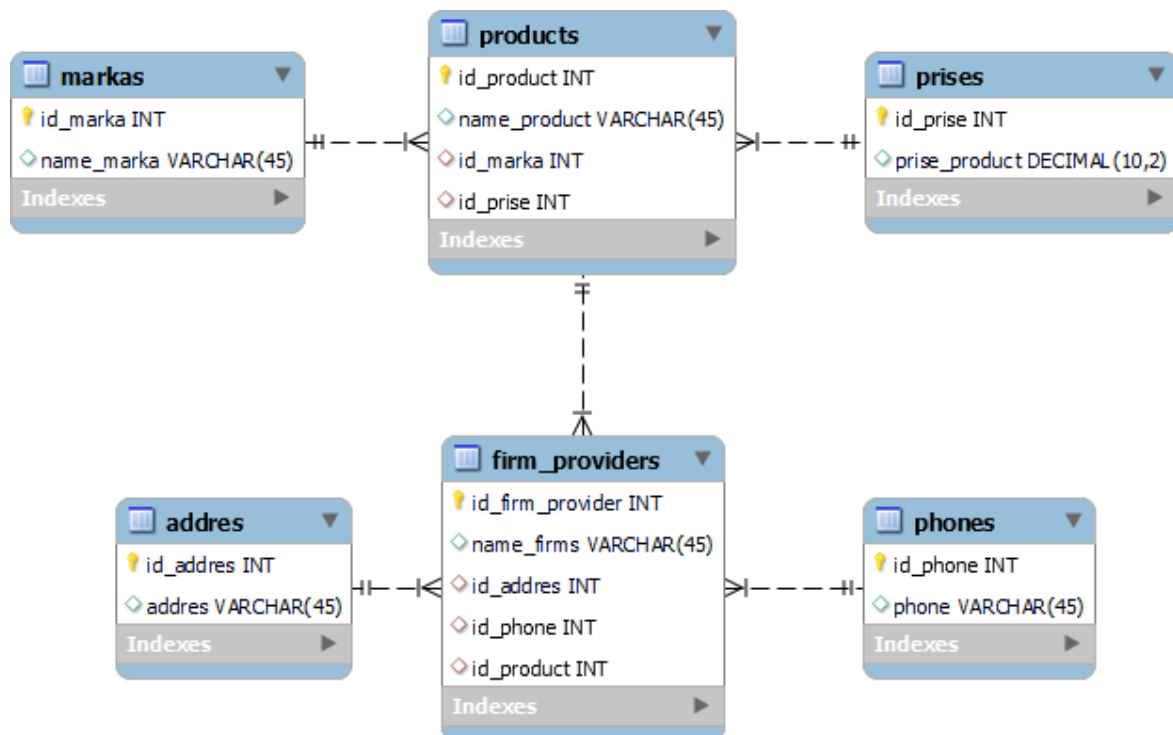 products
id_product INT
name_product VARCHAR(45)
id_marka INT
id_prise INT
Indexes
markas
id_marka INT
name_marka VARCHAR(45)
Indexes
prises
id_prise INT
prise_product DECIMAL(10,2)
Indexes
firm_providers
id_firm_provider INT
name_firms VARCHAR(45)
id_addres INT
id_phone INT
id_product INT
Indexes
addres
id_addres INT
addres VARCHAR(45)
Indexes
phones
id_phone INT
phone VARCHAR(45)
Indexes